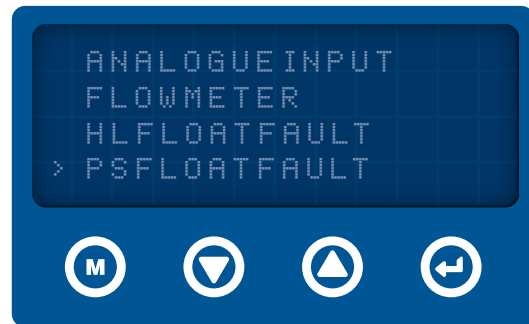 ANALOGUEINPUT
FLOWMETER
HLFLOATFAULT
> PSFLOATFAULT
M